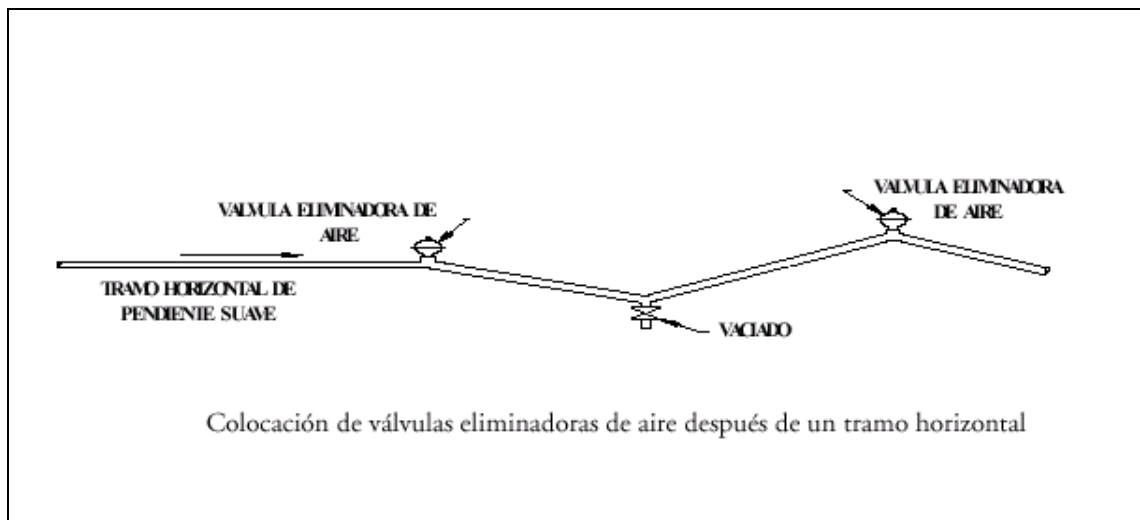 VALVULA ELIMINADORA DE
AIRE
VALVULA ELIMINADORA
DE AIRE
TRAMO HORIZONTAL DE
PENDIENTE SUAVE
VACIADO
Colocación de válvulas eliminadoras de aire después de un tramo horizontal